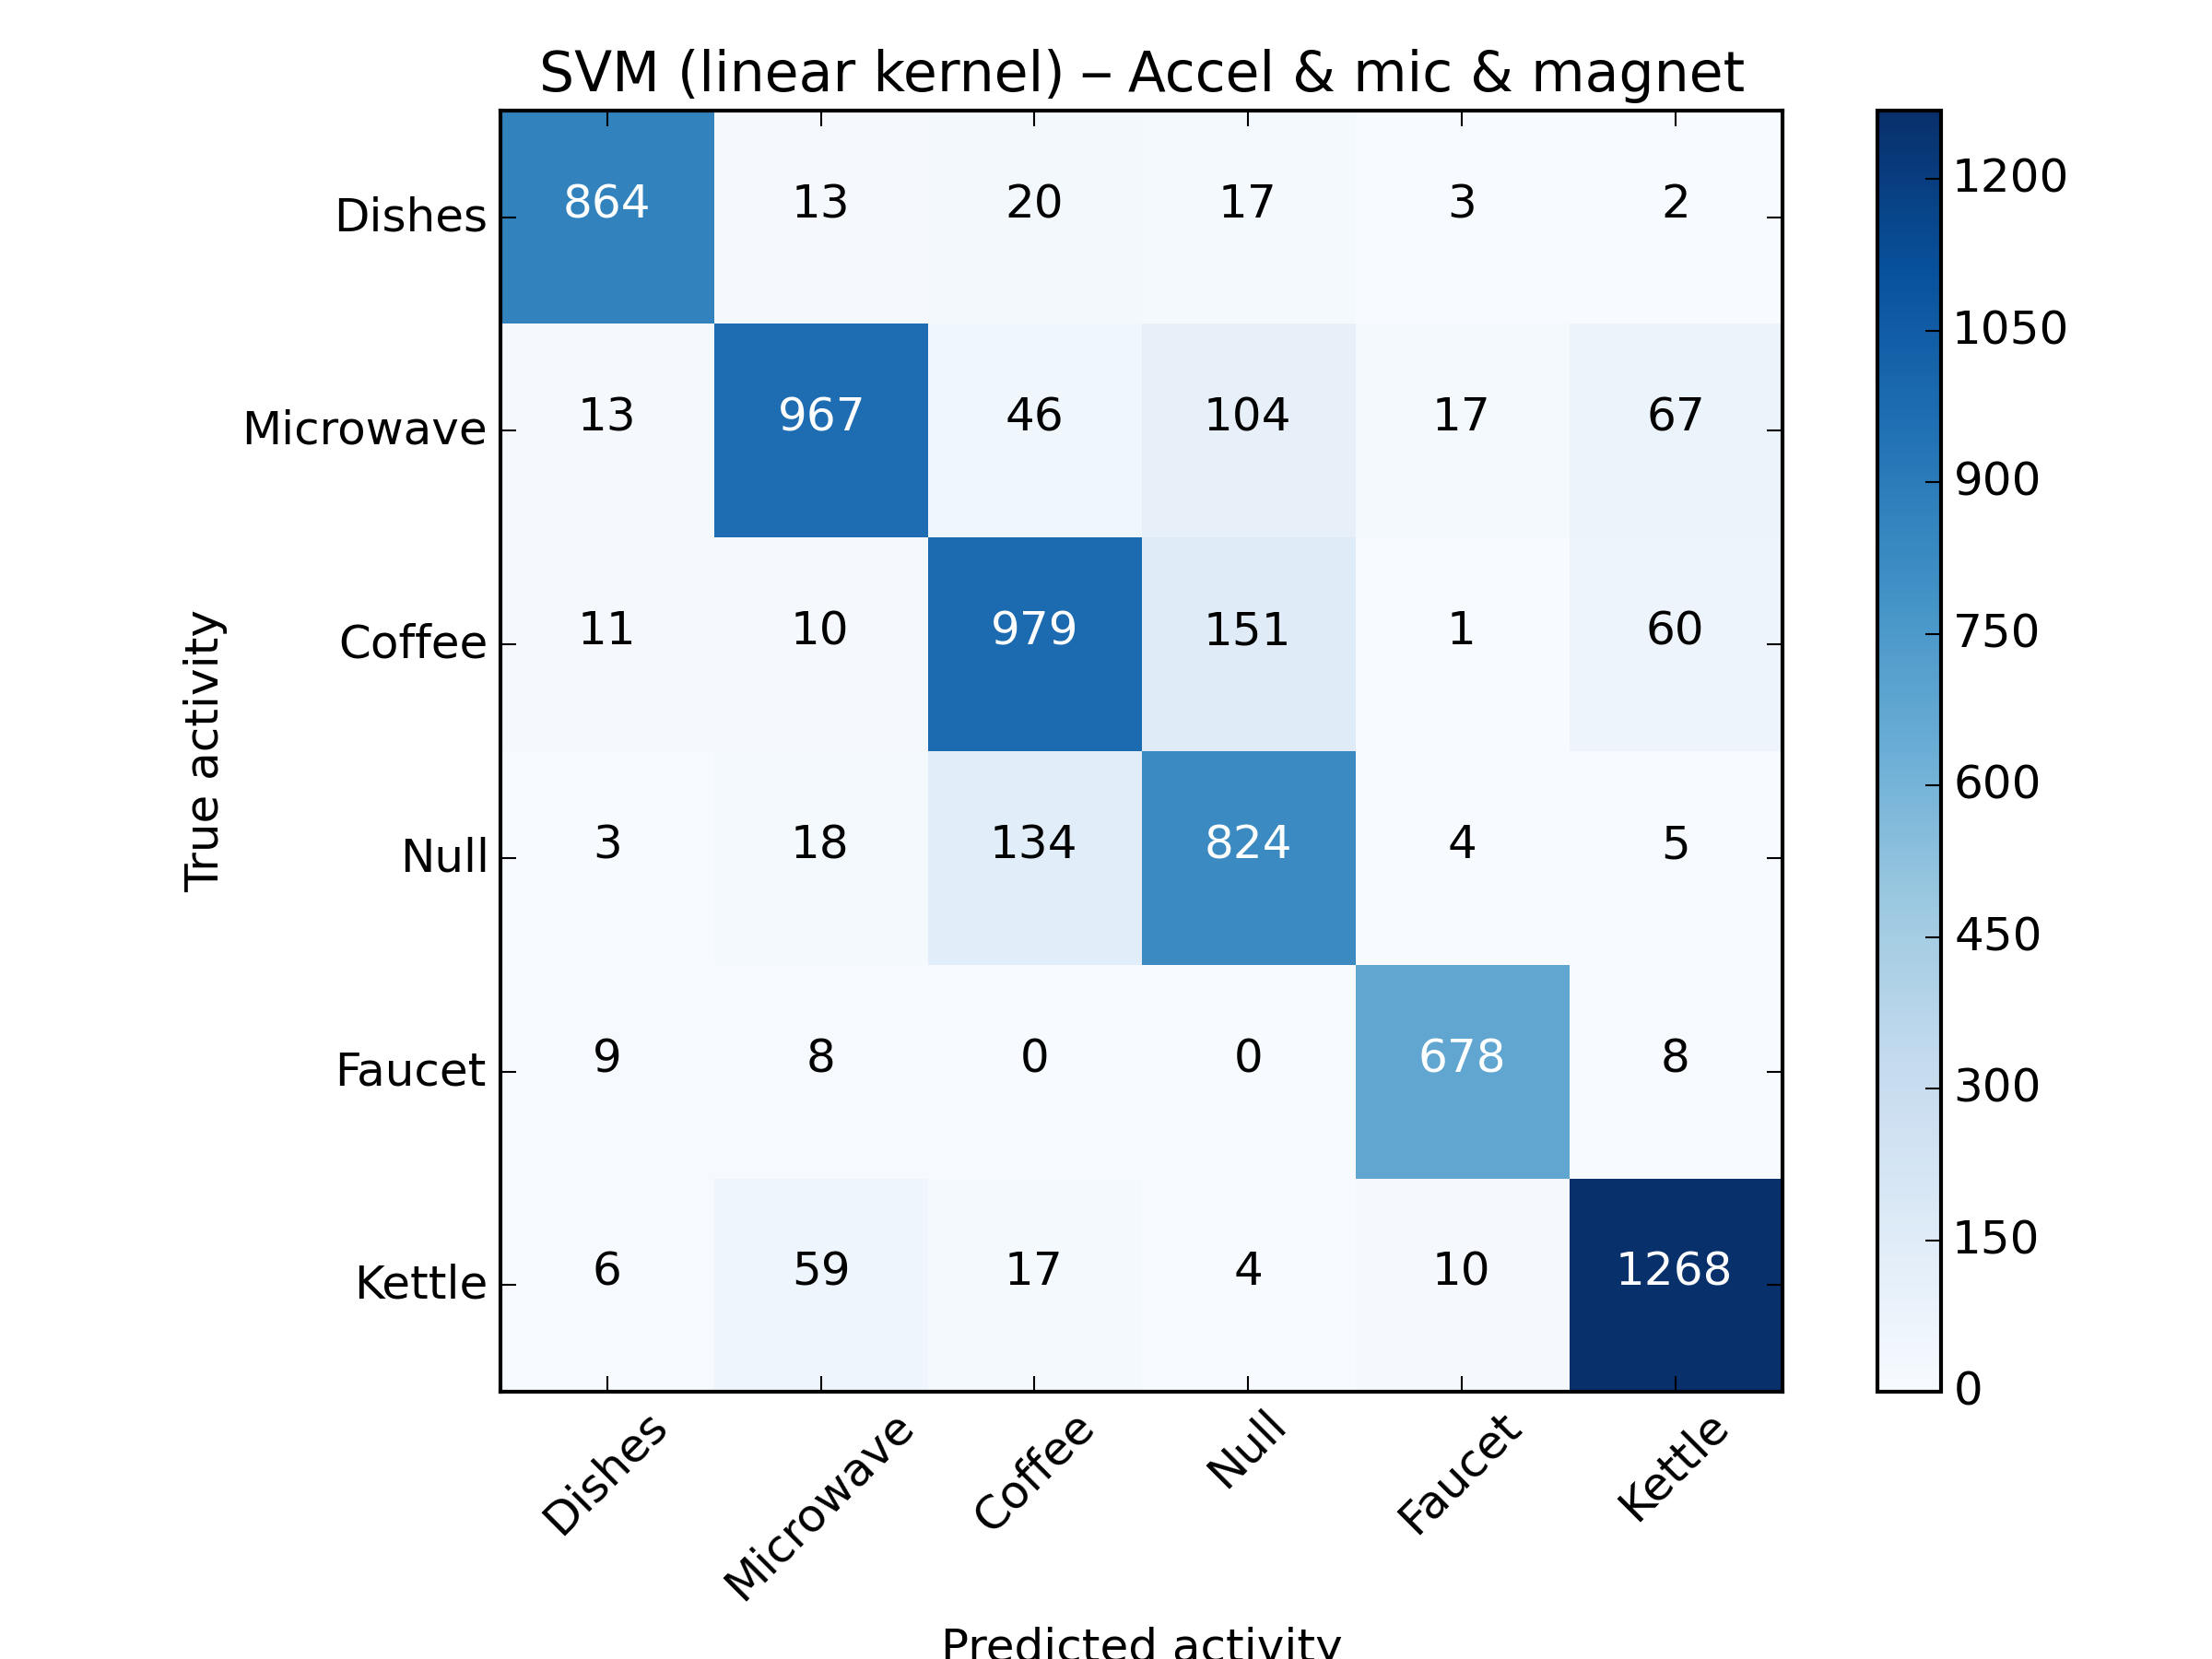 SVM (linear kernel) – Accel & mic & magnet
Dishes 864 13 20 17 3 2
Microwave 13 967 46 104 17 67
Coffee 11 10 979 151 1 60
Null 3 18 134 824 4 5
Faucet 9 8 0 0 678 8
Kettle 6 59 17 4 10 1268
True activity
Dishes Microwave Coffee Null Faucet Kettle
Predicted activity
1200
1050
900
750
600
450
300
150
0